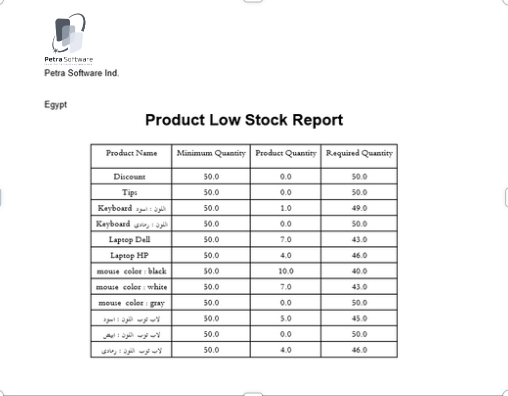 Petra Software
Petra Software Ind.
Egypt
Product Low Stock Report
Product Name Minimum Quantity Product Quantity Required Quantity
Discount 50.0 0.0 50.0
Tips 50.0 0.0 50.0
Keyboard اللون : اسود 50.0 1.0 49.0
Keyboard اللون : رمادى 50.0 0.0 50.0
Laptop Dell 50.0 7.0 43.0
Laptop HP 50.0 4.0 46.0
mouse color : black 50.0 10.0 40.0
mouse color : white 50.0 7.0 43.0
mouse color : gray 50.0 0.0 50.0
لاب توب اللون : اسود 50.0 5.0 45.0
لاب توب اللون : ابيض 50.0 0.0 50.0
لاب توب اللون : رمادى 50.0 4.0 46.0